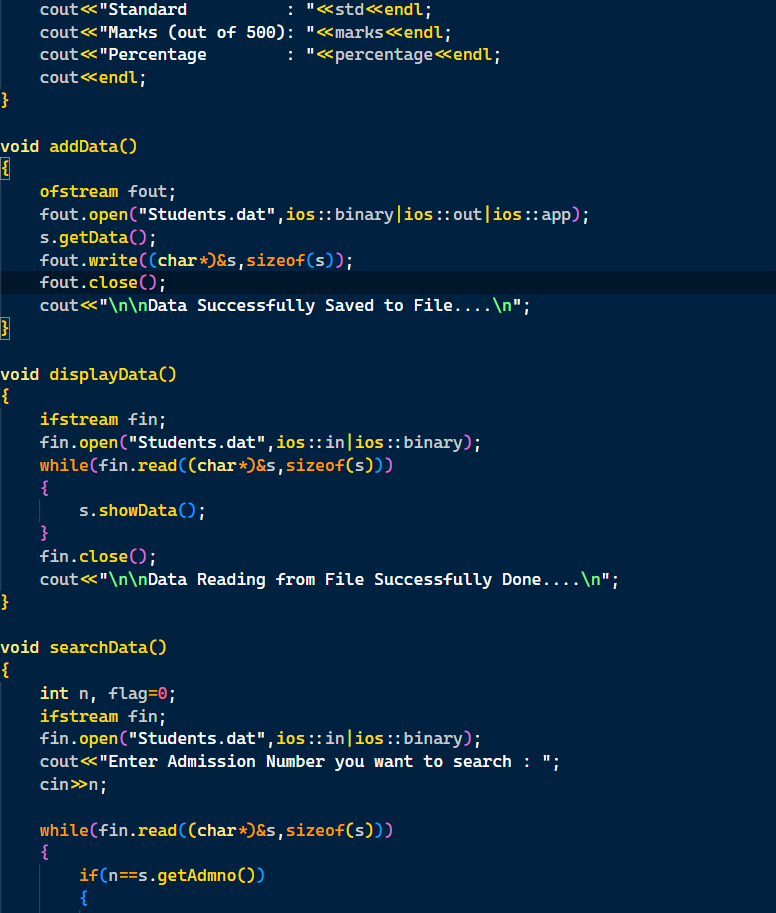 cout<<"Standard          : "<<std<<endl;
cout<<"Marks (out of 500): "<<marks<<endl;
cout<<"Percentage        : "<<percentage<<endl;
cout<<endl;
}
void addData()
{
ofstream fout;
fout.open("Students.dat",ios::binary|ios::out|ios::app);
s.getData();
fout.write((char*)&s,sizeof(s));
fout.close();
cout<<"\n\nData Successfully Saved to File....\n";
}
void displayData()
{
ifstream fin;
fin.open("Students.dat",ios::in|ios::binary);
while(fin.read((char*)&s,sizeof(s)))
{
s.showData();
}
fin.close();
cout<<"\n\nData Reading from File Successfully Done....\n";
}
void searchData()
{
int n, flag=0;
ifstream fin;
fin.open("Students.dat",ios::in|ios::binary);
cout<<"Enter Admission Number you want to search : ";
cin>>n;
while(fin.read((char*)&s,sizeof(s)))
{
if(n==s.getAdmno())
{